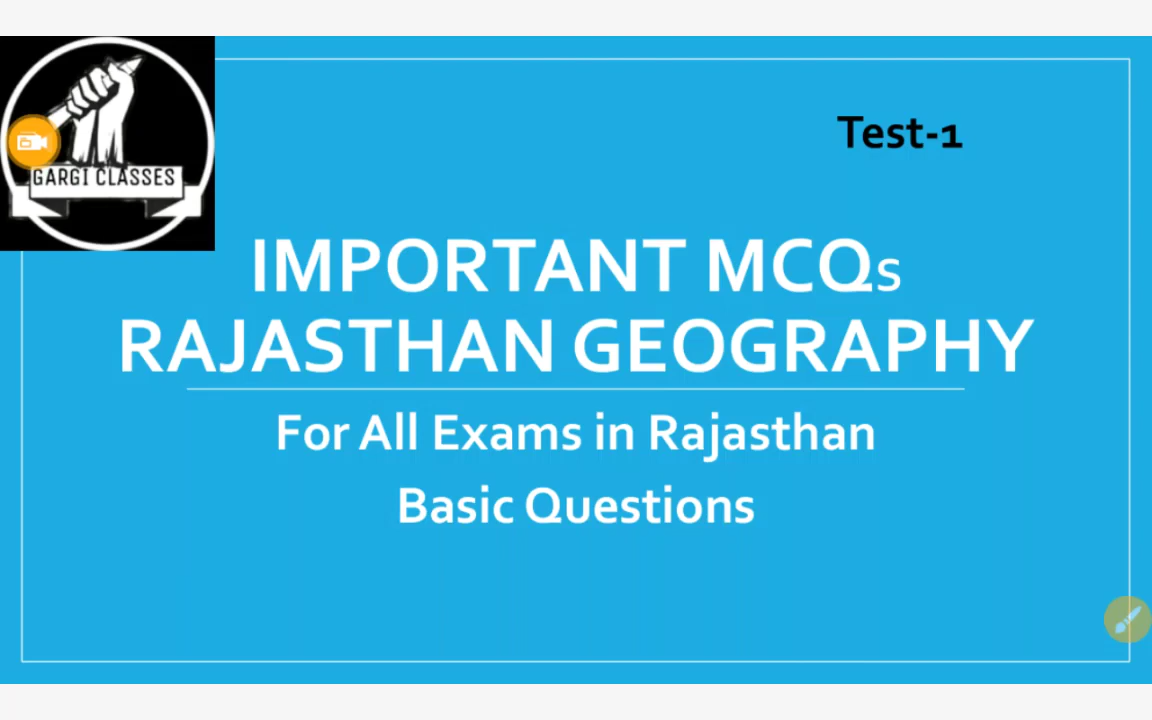 GARGI CLASSES
Test-1
IMPORTANT MCQs
RAJASTHAN GEOGRAPHY
For All Exams in Rajasthan
Basic Questions